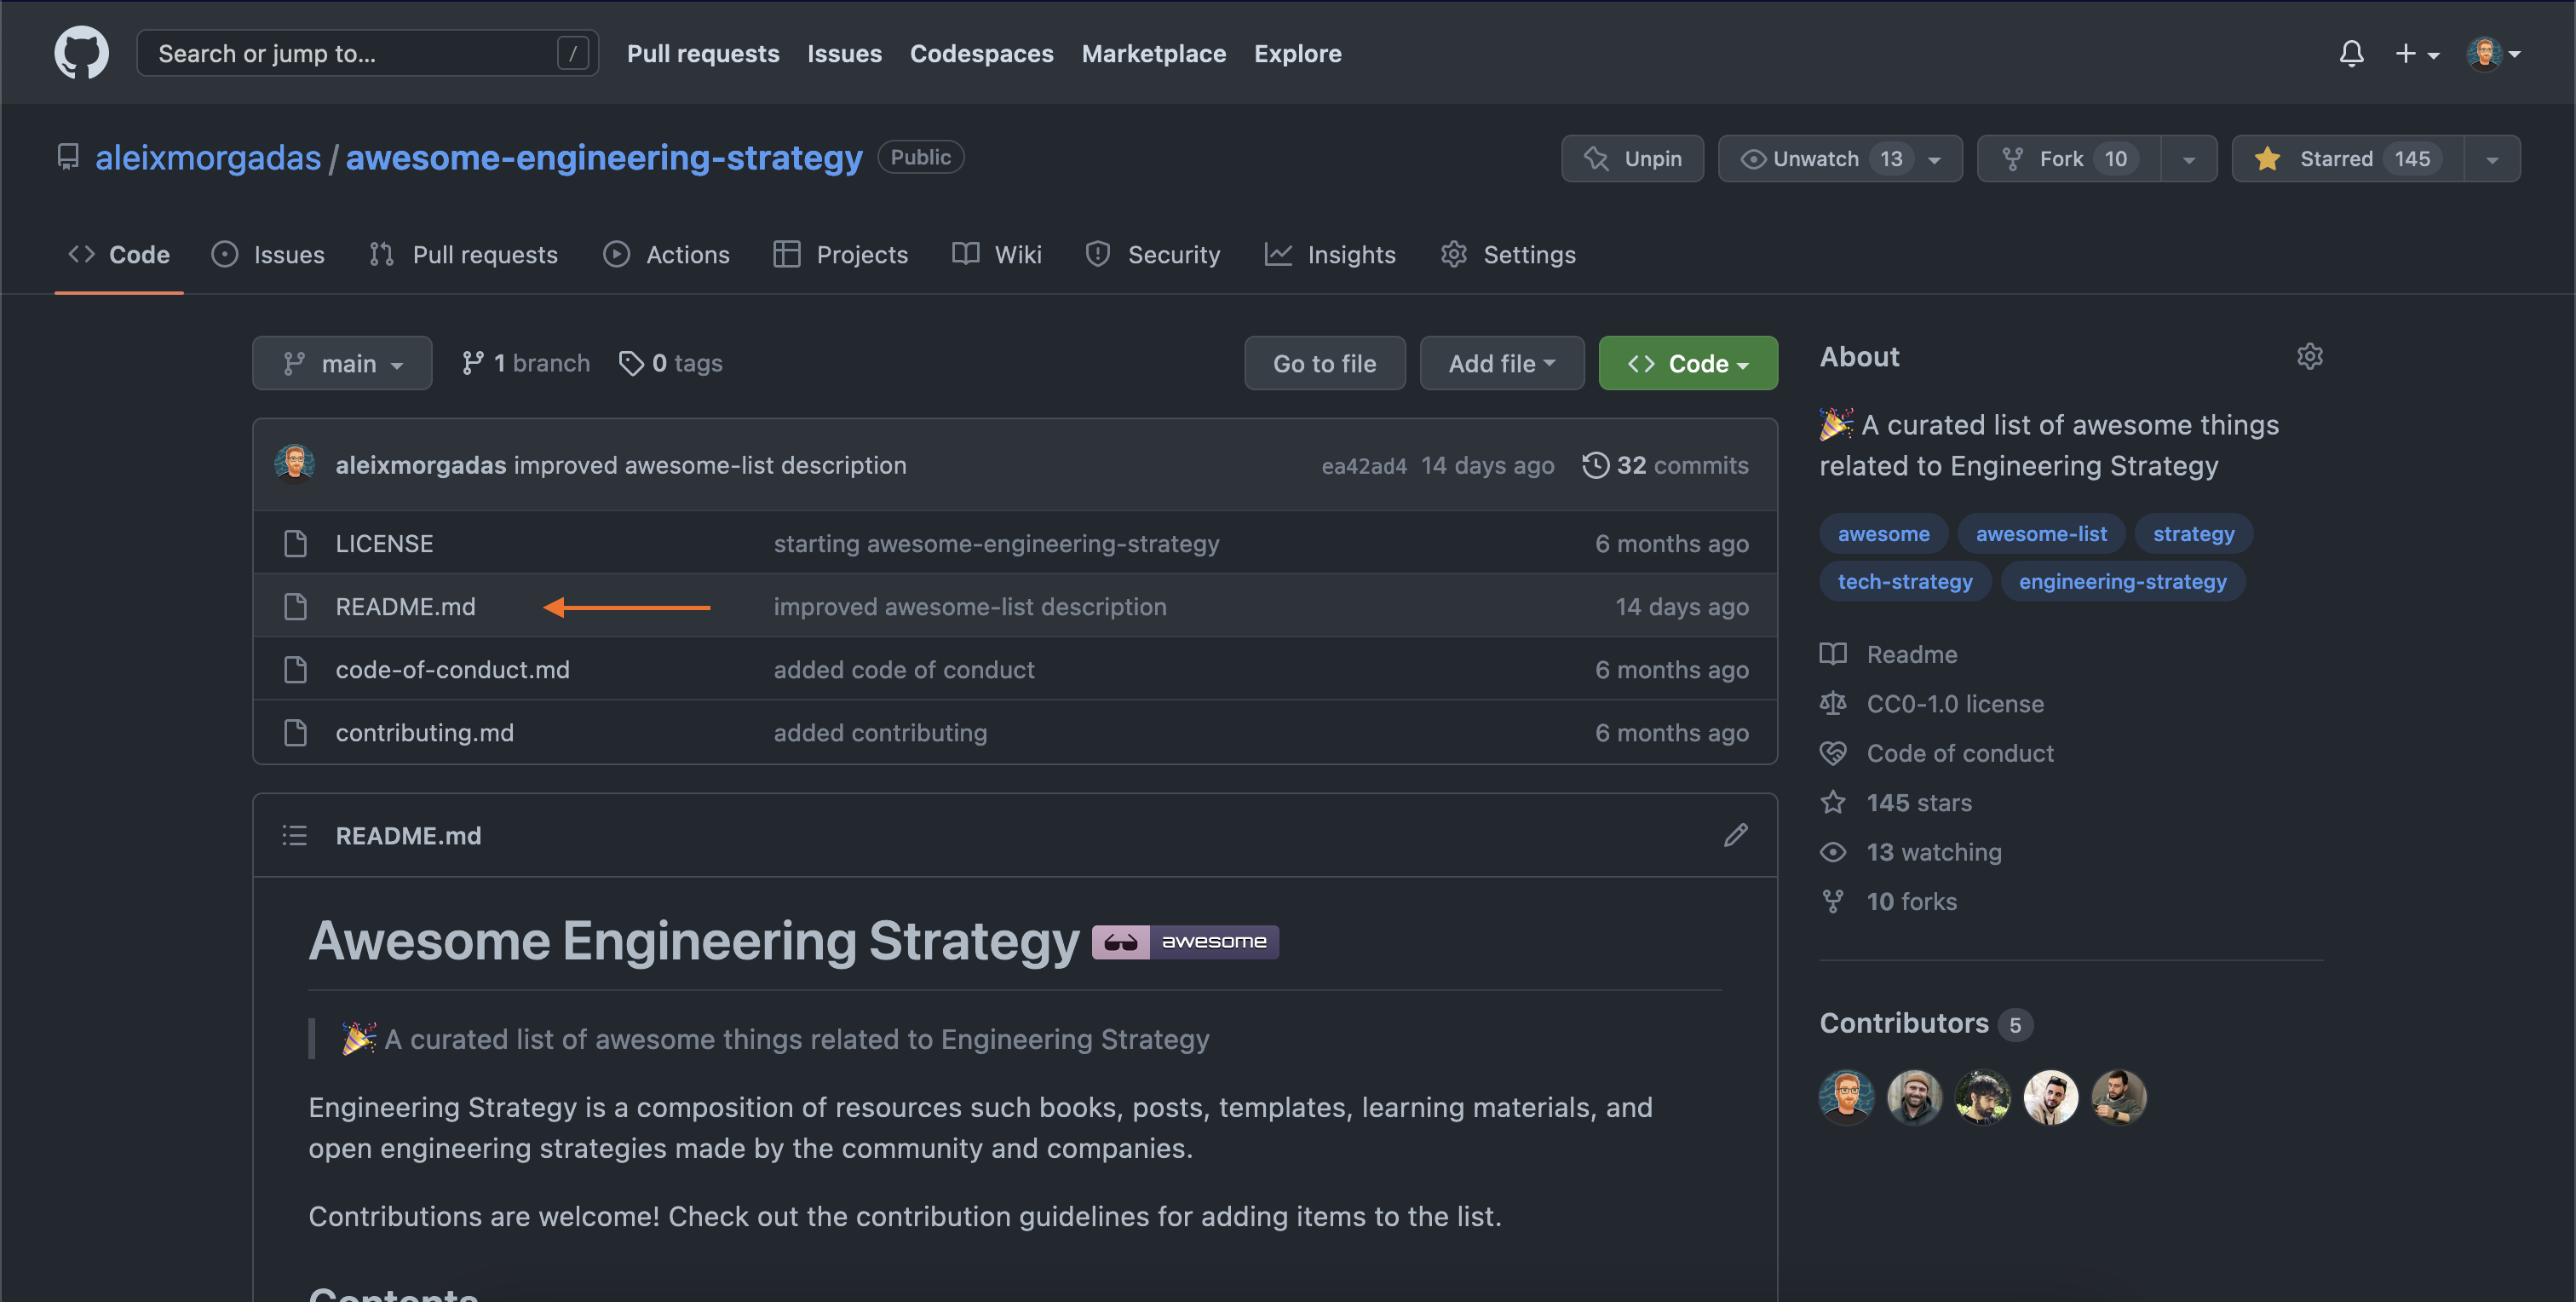 Search or jump to... / Pull requests Issues Codespaces Marketplace Explore
aleixmorgadas / awesome-engineering-strategy Public Unpin Unwatch 13 Fork 10 Starred 145
Code Issues Pull requests Actions Projects Wiki Security Insights Settings
main 1 branch 0 tags Go to file Add file Code
aleixmorgadas improved awesome-list description ea42ad4 14 days ago 32 commits
LICENSE starting awesome-engineering-strategy 6 months ago
README.md improved awesome-list description 14 days ago
code-of-conduct.md added code of conduct 6 months ago
contributing.md added contributing 6 months ago
README.md
Awesome Engineering Strategy awesome
🎉 A curated list of awesome things related to Engineering Strategy
Engineering Strategy is a composition of resources such books, posts, templates, learning materials, and
open engineering strategies made by the community and companies.
Contributions are welcome! Check out the contribution guidelines for adding items to the list.
Contents
About
🎉 A curated list of awesome things
related to Engineering Strategy
awesome awesome-list strategy
tech-strategy engineering-strategy
Readme
CC0-1.0 license
Code of conduct
145 stars
13 watching
10 forks
Contributors 5